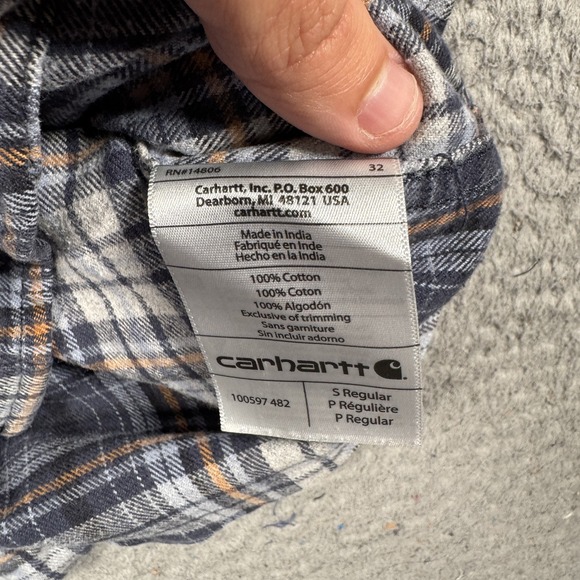 RN#14806 32
Carhartt, Inc. P.O. Box 600
Dearborn, MI 48121 USA
carhartt.com
Made in India
Fabriqué en Inde
Hecho en la India
100% Cotton
100% Coton
100% Algodón
Exclusive of trimming
Sans garniture
Sin incluir adorno
carhartt
100597 482
S Regular
P Régulière
P Regular